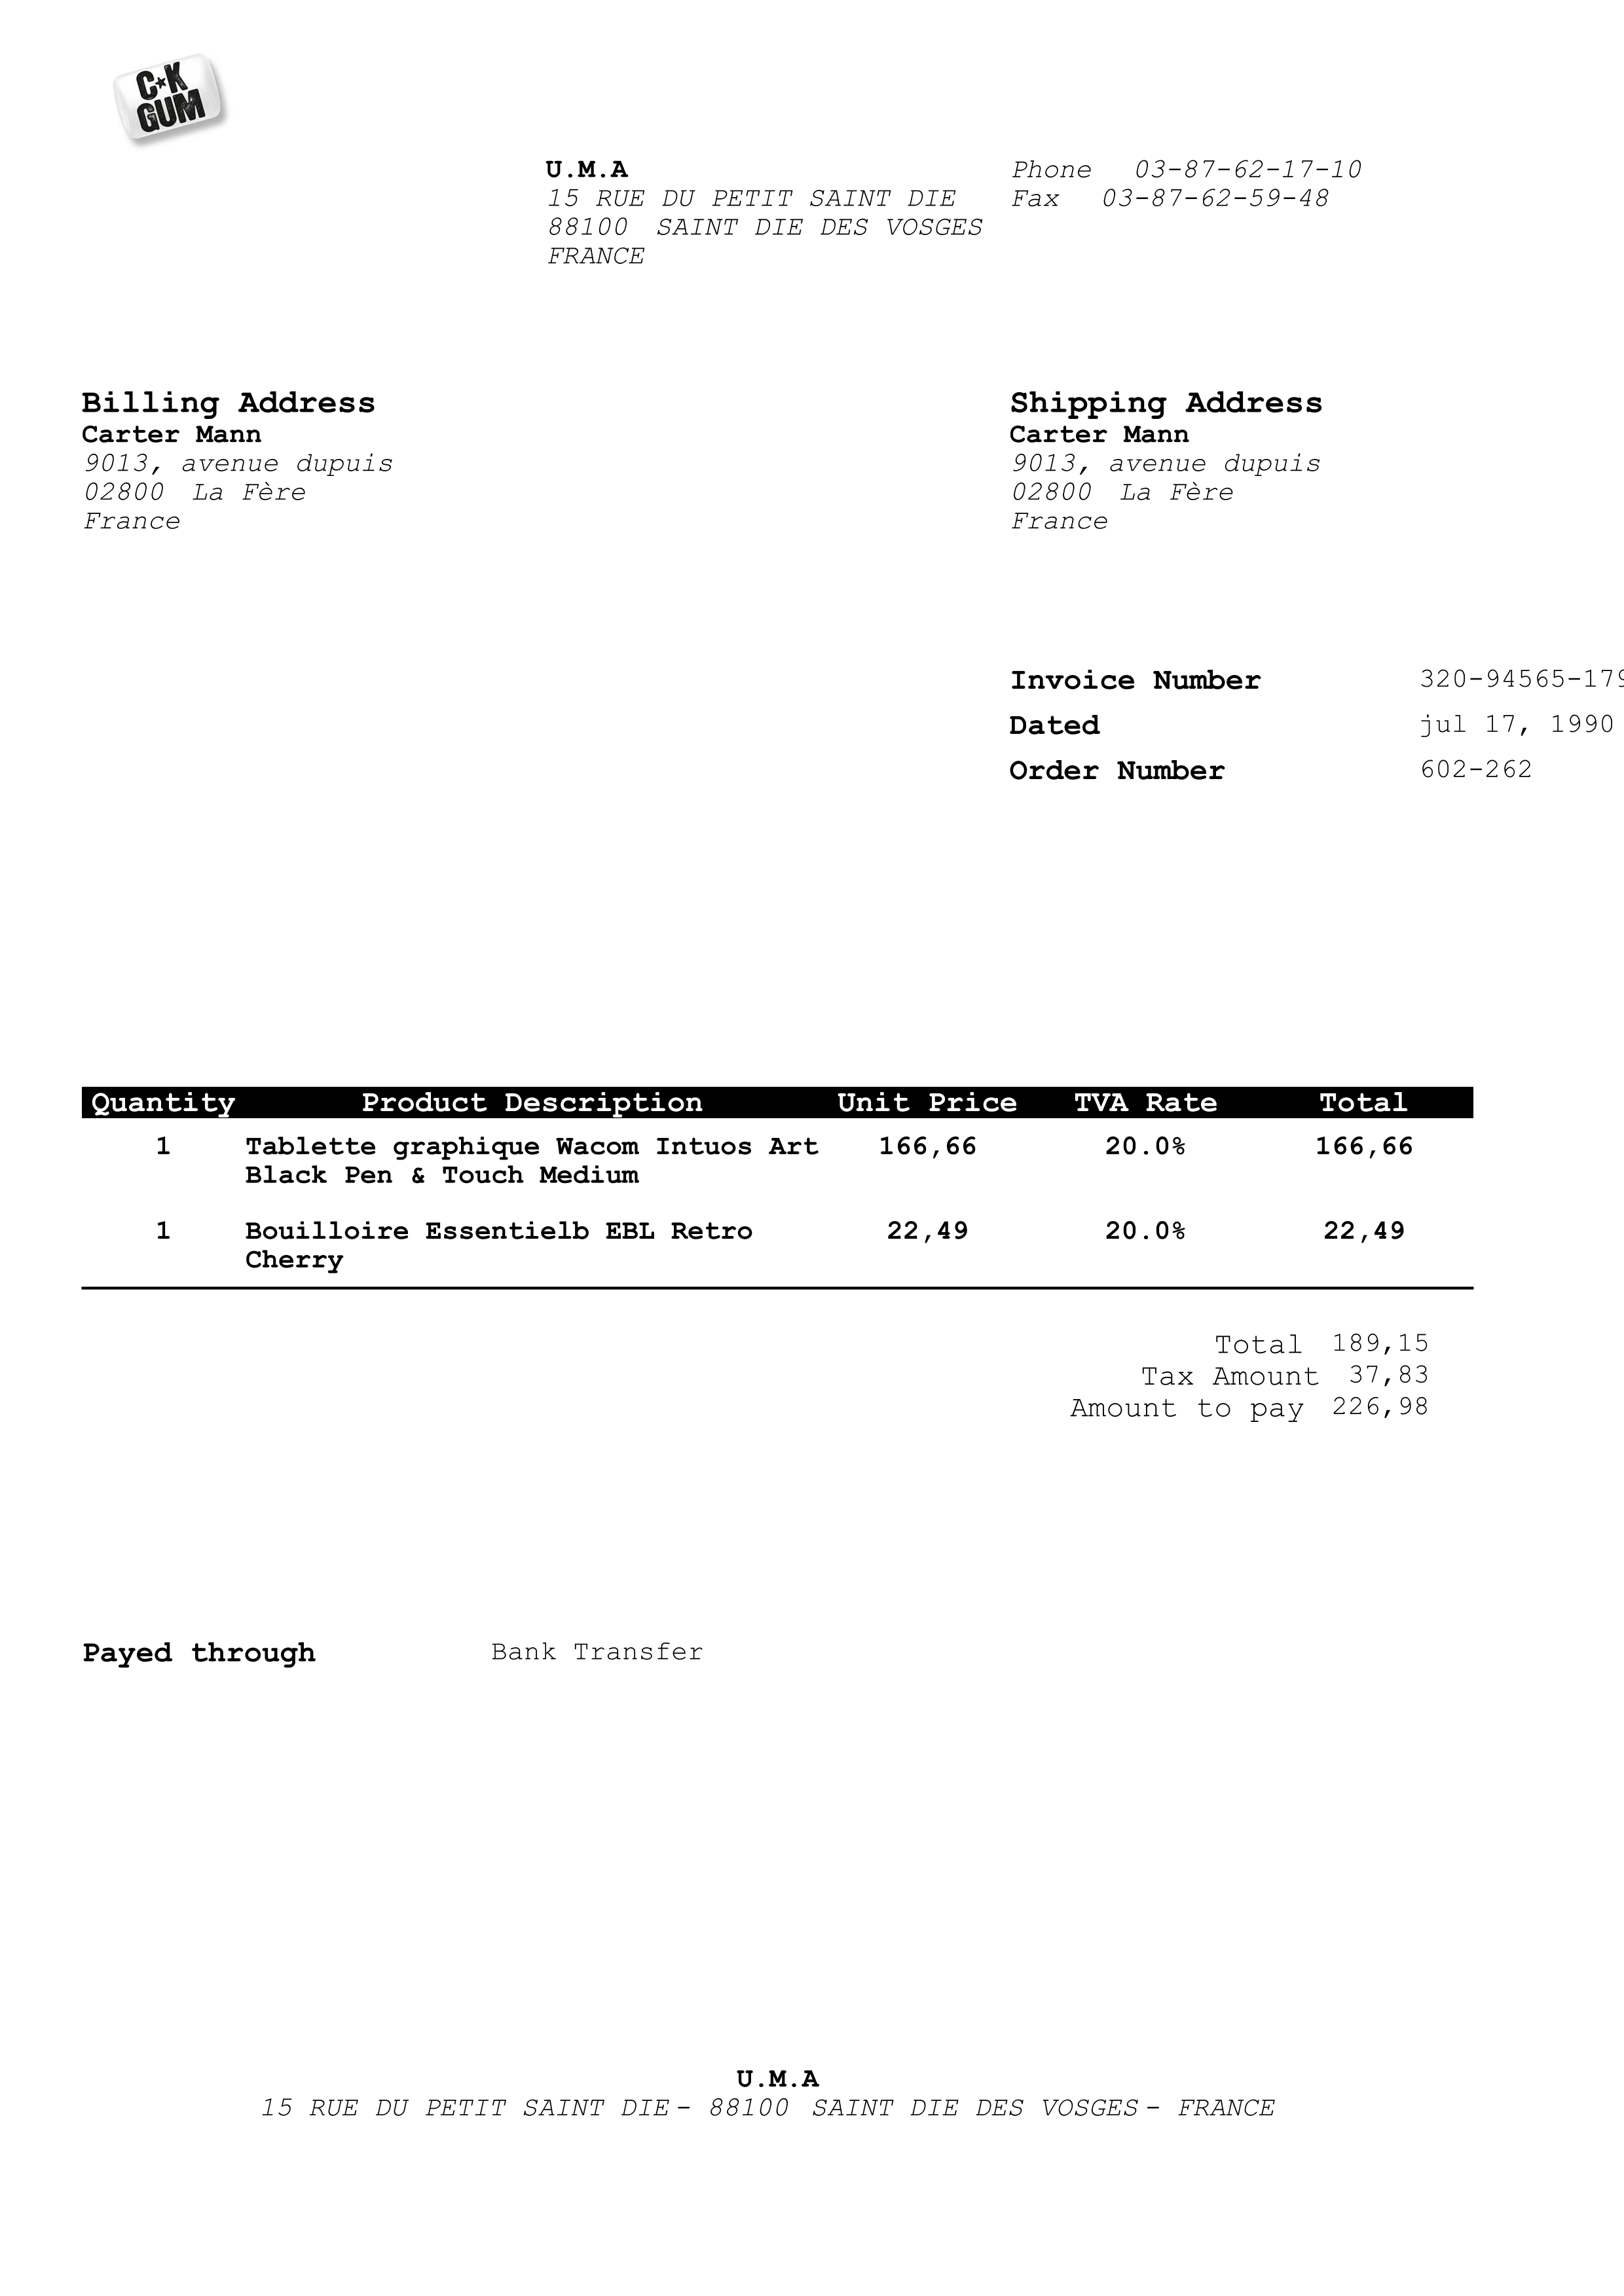 C★K
GUM
U.M.A
15 RUE DU PETIT SAINT DIE
88100 SAINT DIE DES VOSGES
FRANCE
Phone 03-87-62-17-10
Fax 03-87-62-59-48
Billing Address
Carter Mann
9013, avenue dupuis
02800 La Fère
France
Shipping Address
Carter Mann
9013, avenue dupuis
02800 La Fère
France
Invoice Number 320-94565-179
Dated jul 17, 1990
Order Number 602-262
Quantity Product Description Unit Price TVA Rate Total
1 Tablette graphique Wacom Intuos Art 166,66 20.0% 166,66
Black Pen & Touch Medium
1 Bouilloire Essentielb EBL Retro 22,49 20.0% 22,49
Cherry
Total 189,15
Tax Amount 37,83
Amount to pay 226,98
Payed through Bank Transfer
U.M.A
15 RUE DU PETIT SAINT DIE - 88100 SAINT DIE DES VOSGES - FRANCE